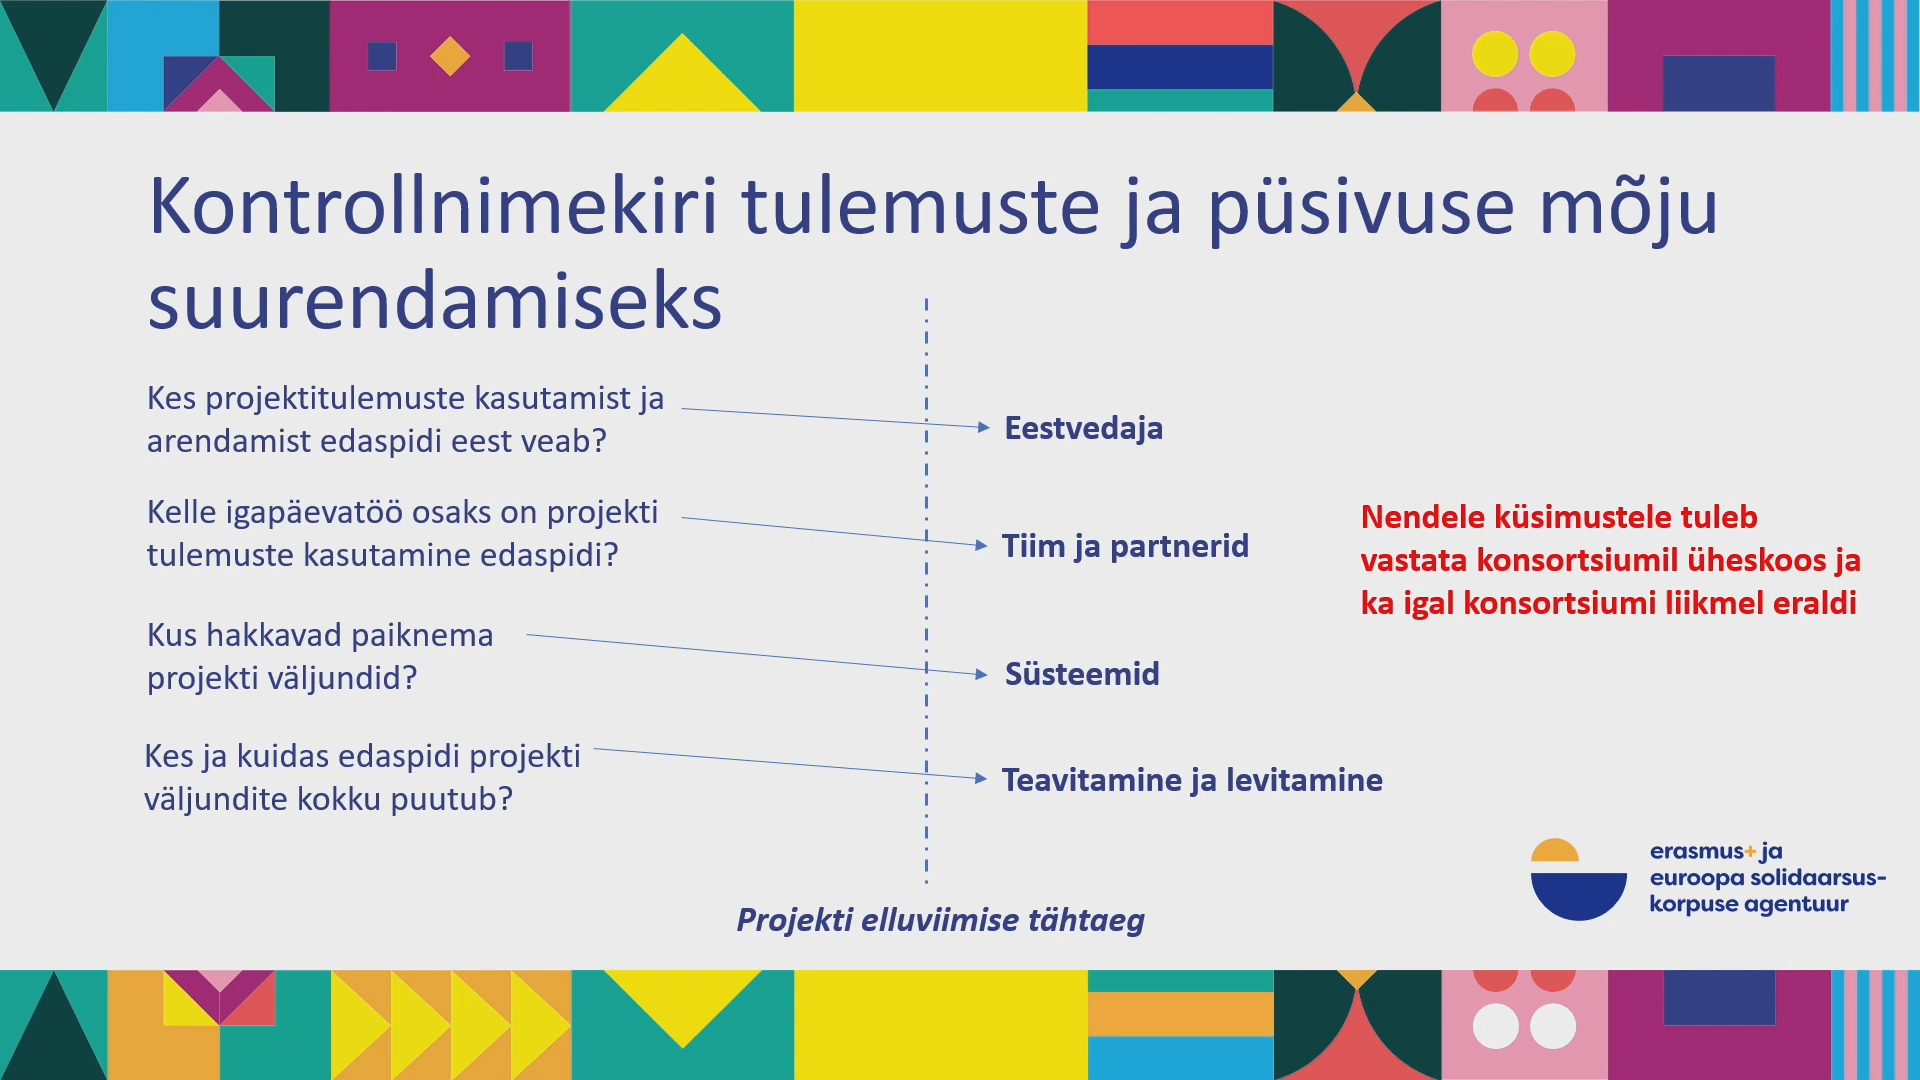 Kontrollnimekiri tulemuste ja püsivuse mõju
suurendamiseks
Kes projektitulemuste kasutamist ja
arendamist edaspidi eest veab?
Eestvedaja
Kelle igapäevatöö osaks on projekti
tulemuste kasutamine edaspidi?
Tiim ja partnerid
Kus hakkavad paiknema
projekti väljundid?
Süsteemid
Kes ja kuidas edaspidi projekti
väljundite kokku puutub?
Teavitamine ja levitamine
Nendele küsimustele tuleb
vastata konsortsiumil üheskoos ja
ka igal konsortsiumi liikmel eraldi
Projekti elluviimise tähtaeg
erasmus+ ja
euroopa solidaarsus-
korpuse agentuur